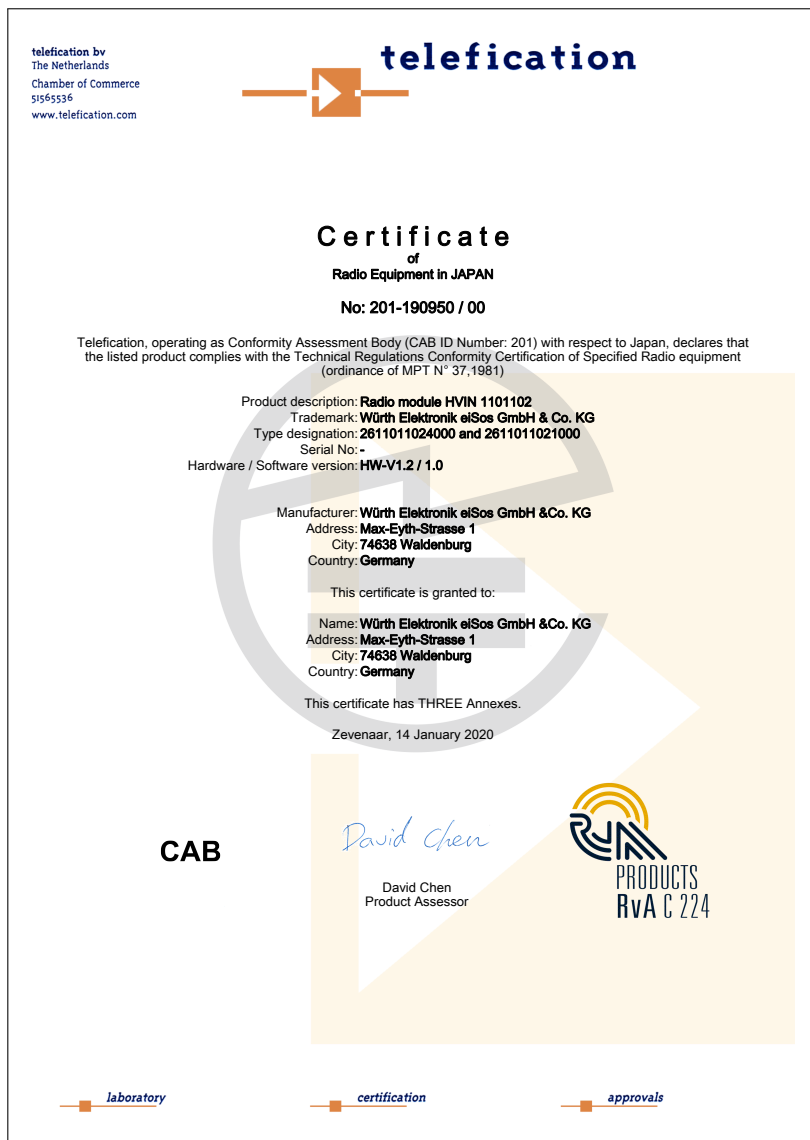 telefication bv
The Netherlands
Chamber of Commerce
51565536
www.telefication.com
telefication
Certificate
of
Radio Equipment in JAPAN
No: 201-190950 / 00
Telefication, operating as Conformity Assessment Body (CAB ID Number: 201) with respect to Japan, declares that
the listed product complies with the Technical Regulations Conformity Certification of Specified Radio equipment
(ordinance of MPT N° 37,1981)
Product description: Radio module HVIN 1101102
Trademark: Würth Elektronik eiSos GmbH & Co. KG
Type designation: 2611011024000 and 2611011021000
Serial No: -
Hardware / Software version: HW-V1.2 / 1.0
Manufacturer: Würth Elektronik eiSos GmbH &Co. KG
Address: Max-Eyth-Strasse 1
City: 74638 Waldenburg
Country: Germany
This certificate is granted to:
Name: Würth Elektronik eiSos GmbH &Co. KG
Address: Max-Eyth-Strasse 1
City: 74638 Waldenburg
Country: Germany
This certificate has THREE Annexes.
Zevenaar, 14 January 2020
CAB
David Chen
David Chen
Product Assessor
RvA
PRODUCTS
RvA C 224
laboratory
certification
approvals